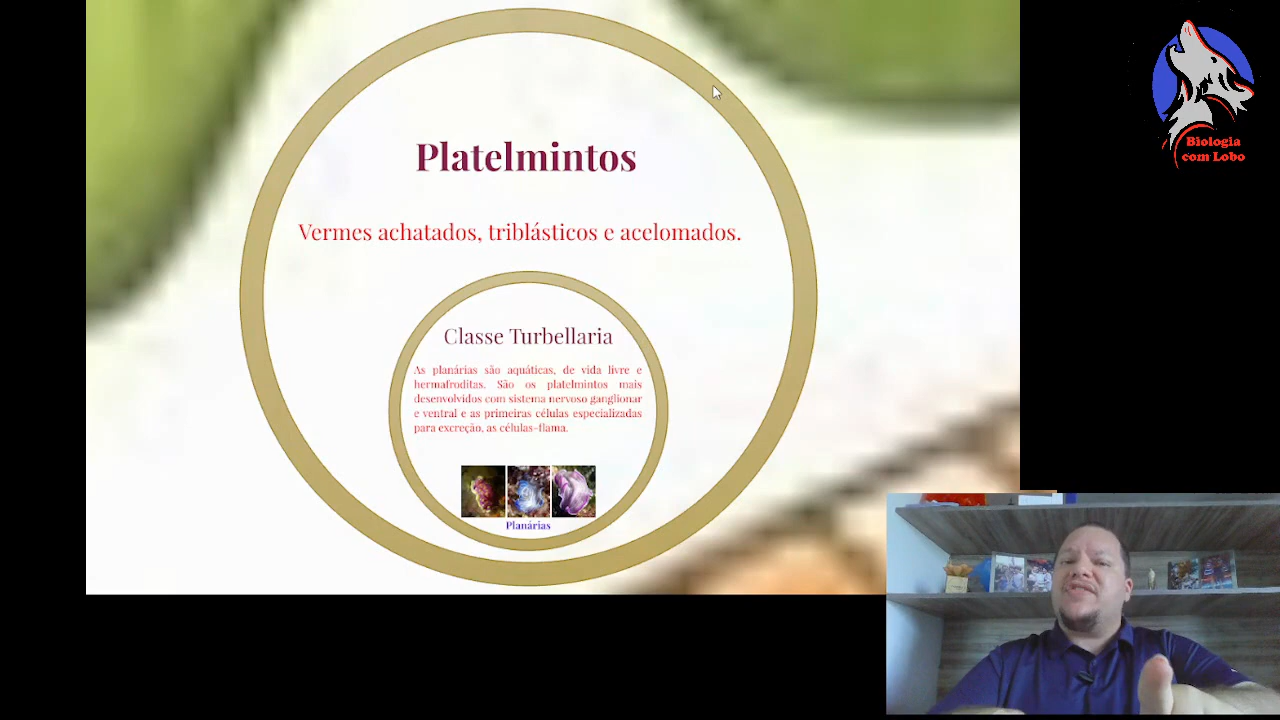 Platelmintos
Vermes achatados, triblásticos e acelomados.
Classe Turbellaria
As planárias são aquáticas, de vida livre e
hermafroditas. São os platelmintos mais
desenvolvidos com sistema nervoso ganglionar
e ventral e as primeiras células especializadas
para excreção, as células-flama.
Planárias
Biologia
com Lobo